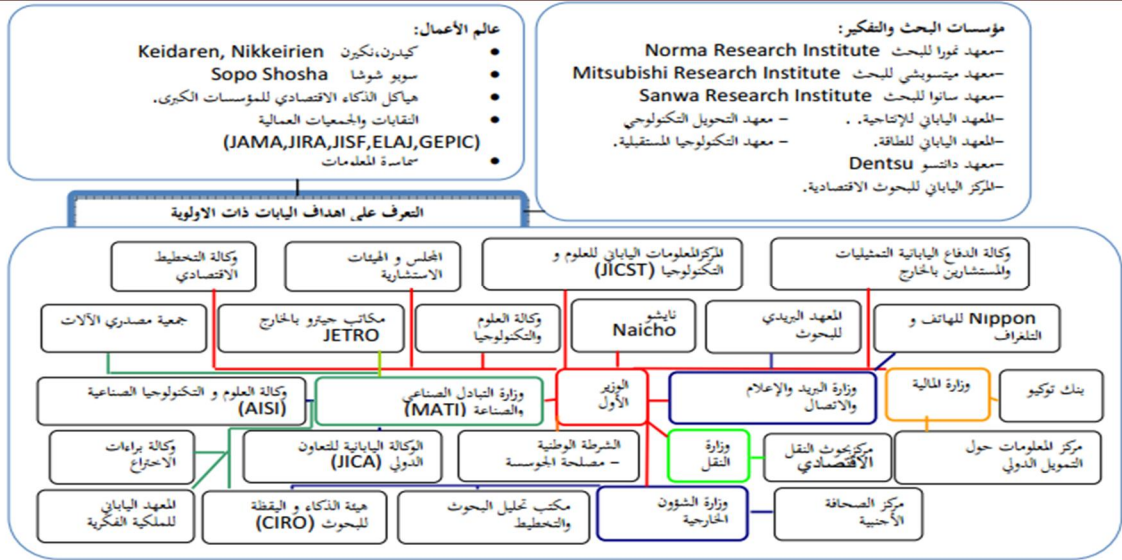 مؤسسات البحث والتفكير:
-معهد نمورا للبحث Norma Research Institute
-معهد ميتسوبشي للبحث Mitsubishi Research Institute
-معهد سانوا للبحث Sanwa Research Institute
-المعهد الياباني للإنتاجية. . - معهد التحويل التكنولوجي
-المعهد الياباني للطاقة. - معهد التكنولوجيا المستقبلية.
-معهد دانتسو Dentsu
-المركز الياباني للبحوث الاقتصادية.
عالم الأعمال:
• كيدرن،نكيرن Keidaren, Nikkeirien
• سوبو شوشا Sopo Shosha
• هياكل الذكاء الاقتصادي للمؤسسات الكبرى.
• النقابات والجمعيات العمالية
(JAMA,JIRA,JISF,ELAJ,GEPIC)
• سماسرة المعلومات
التعرف على اهداف اليابات ذات الاولوية
وكالة الدفاع اليابانية التمثيليات
والمستشارين بالخارج
المركزالمعلومات الياباني للعلوم و
التكنولوجيا (JICST)
المجلس و الهيئات
الاستشارية
وكالة التخطيط
الاقتصادي
Nippon للهاتف و
التلغراف
المعهد البريدي
للبحوث
نايشو
Naicho
وكالة العلوم
والتكنولوجيا
مكاتب جيترو بالخارج
JETRO
جمعية مصدري الآلات
بنك توكيو
وزارة المالية
وزارة البريد والإعلام
والاتصال
الوزير
الأول
وزارة التبادل الصناعي
والصناعة (MATI)
وكالة العلوم و التكنولوجيا الصناعية
(AISI)
مركز المعلومات حول
التمويل الدولي
مركزبحوث النقل
الاقتصادي
وزارة
النقل
الشرطة الوطنية
- مصلحة الجوسسة
الوكالة اليابانية للتعاون
الدولي (JICA)
وكالة براءات
الاختراع
مركز الصحافة
الأجنبية
وزارة الشؤون
الخارجية
مكتب تحليل البحوث
والتخطيط
هيئة الذكاء و اليقظة
للبحوث (CIRO)
المعهد الياباني
للملكية الفكرية